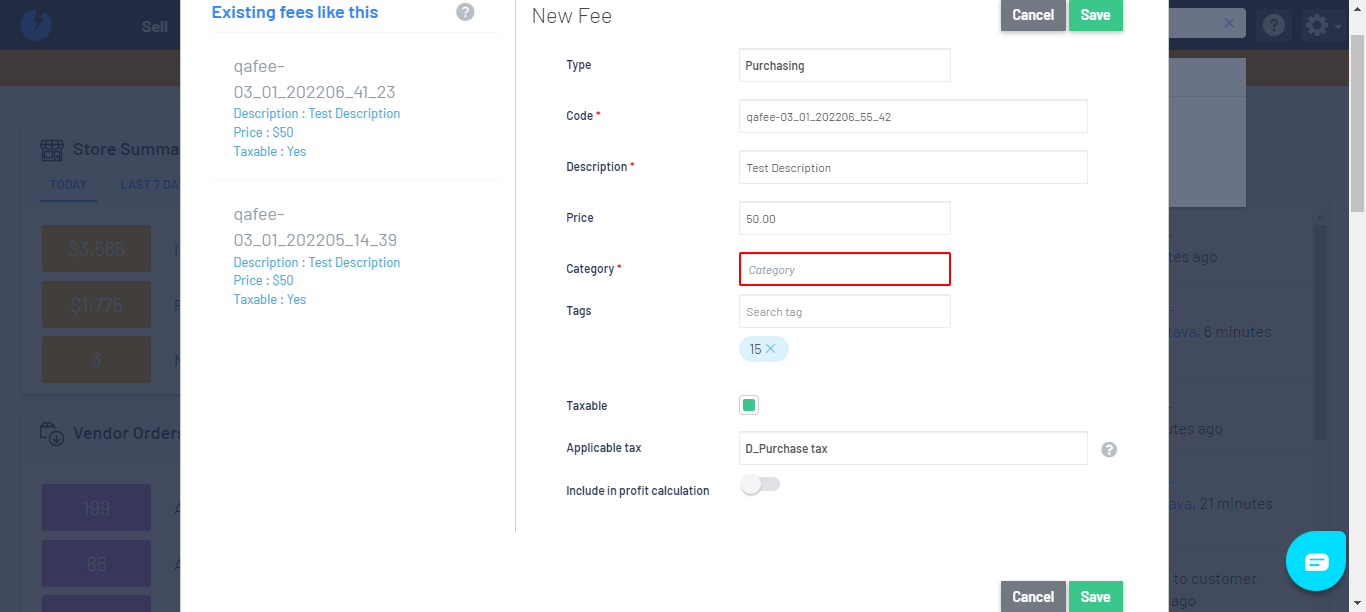 Sell
Store Summa
TODAY
LAST 7 DA
$3,566
$1,775
3
Vendor Orders
199
86
Existing fees like this
?
qafee-
03_01_202206_41_23
Description : Test Description
Price : $50
Taxable : Yes
qafee-
03_01_202205_14_39
Description : Test Description
Price : $50
Taxable : Yes
New Fee
Cancel
Save
Type
Purchasing
Code *
qafee-03_01_202206_55_42
Description *
Test Description
Price
50.00
Category *
Category
Tags
Search tag
15
Taxable
Applicable tax
D_Purchase tax
?
Include in profit calculation
Cancel
Save
?
tes ago
tava, 6 minutes
utes ago
ava, 21 minutes
to customer
ago